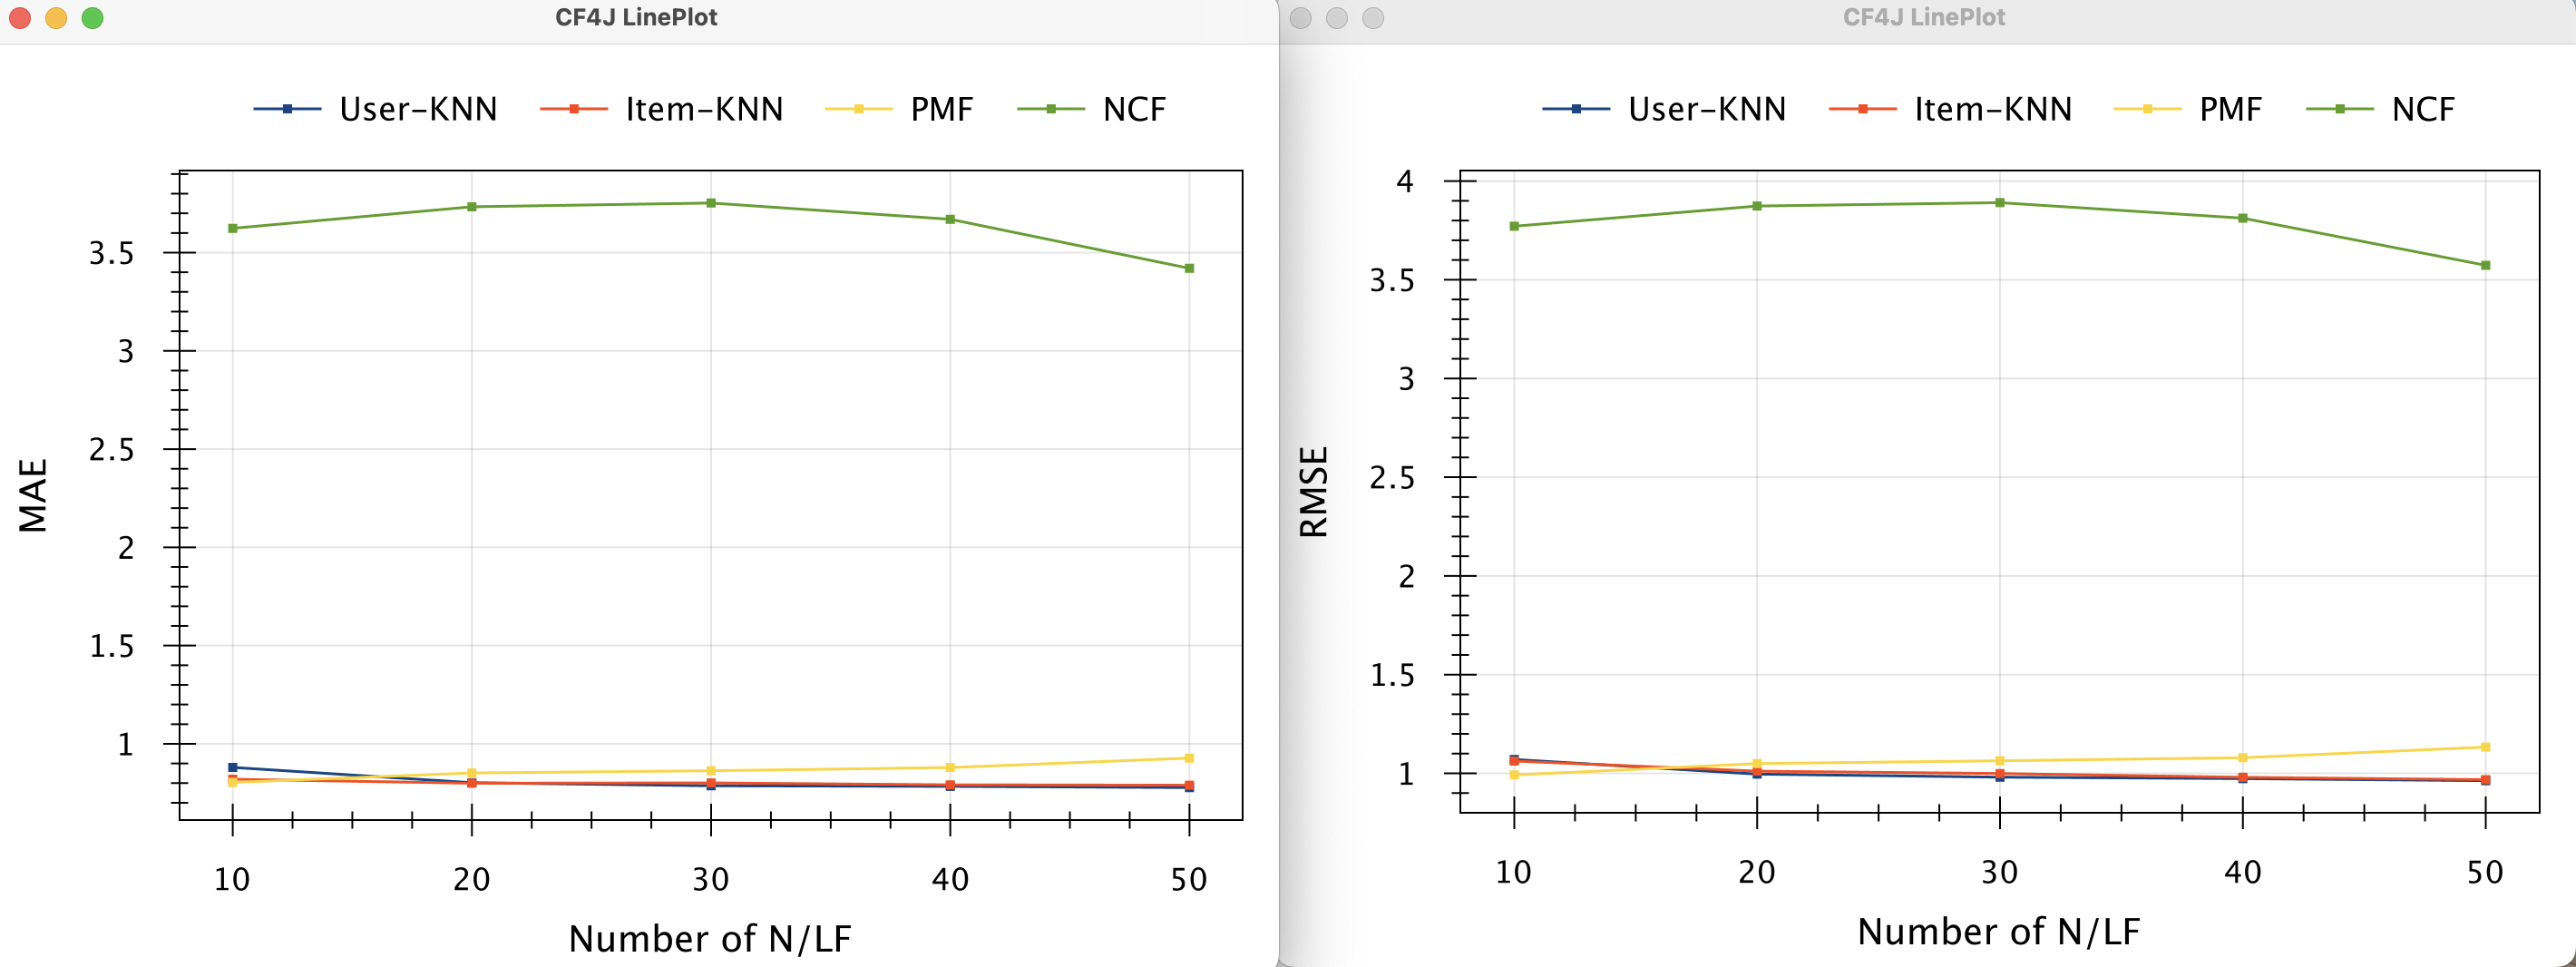 CF4J LinePlot
User-KNN Item-KNN PMF NCF
3.5
3
2.5
2
1.5
1
MAE
10 20 30 40 50
Number of N/LF
CF4J LinePlot
User-KNN Item-KNN PMF NCF
4
3.5
3
2.5
2
1.5
1
RMSE
10 20 30 40 50
Number of N/LF